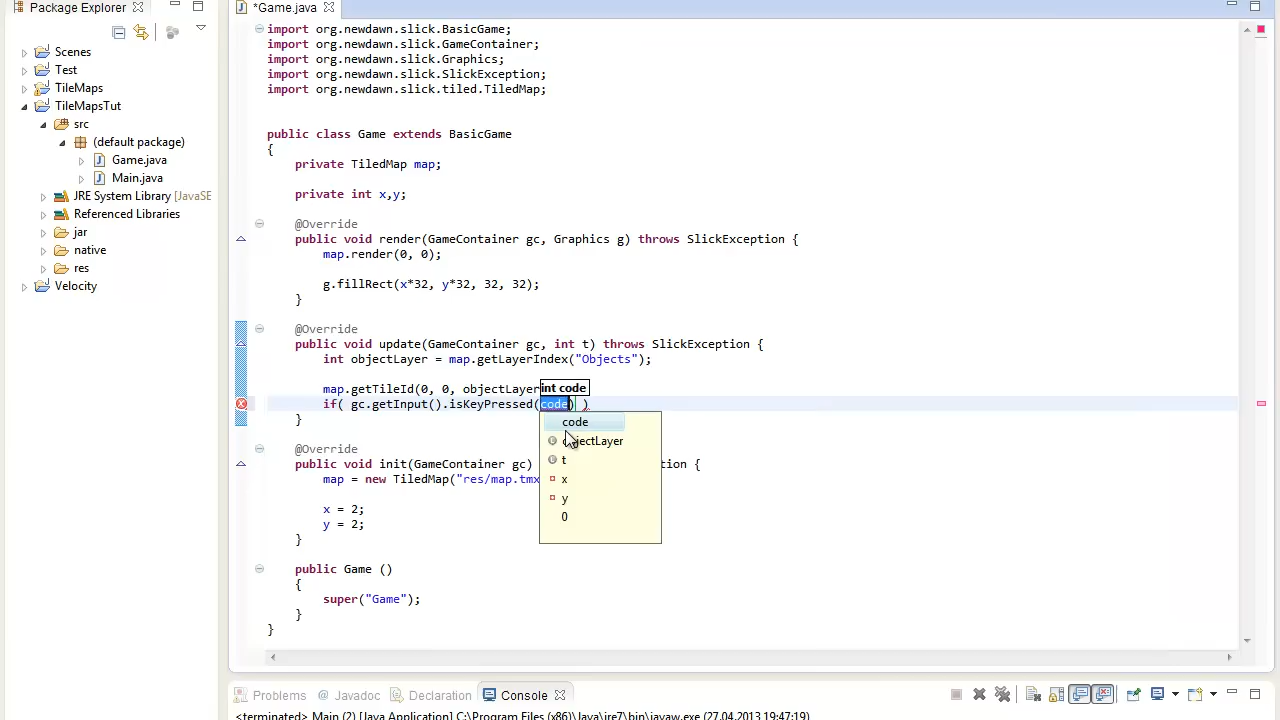 Package Explorer
Scenes
Test
TileMaps
TileMapsTut
src
(default package)
Game.java
Main.java
JRE System Library [JavaSE
Referenced Libraries
jar
native
res
Velocity
*Game.java
import org.newdawn.slick.BasicGame;
import org.newdawn.slick.GameContainer;
import org.newdawn.slick.Graphics;
import org.newdawn.slick.SlickException;
import org.newdawn.slick.tiled.TiledMap;
public class Game extends BasicGame
{
private TiledMap map;
private int x,y;
@Override
public void render(GameContainer gc, Graphics g) throws SlickException {
map.render(0, 0);
g.fillRect(x*32, y*32, 32, 32);
}
@Override
public void update(GameContainer gc, int t) throws SlickException {
int objectLayer = map.getLayerIndex("Objects");
map.getTileId(0, 0, objectLayer
int code
if( gc.getInput().isKeyPressed(code) )
}
code
objectLayer
t
x
y
0
@Override
public void init(GameContainer gc) tion {
map = new TiledMap("res/map.tmx
x = 2;
y = 2;
}
public Game ()
{
super("Game");
}
}
Problems @ Javadoc Declaration Console
<terminated> Main (2) [Java Application] C:\Program Files (x86)\Java\jre7\bin\javaw.exe (27.04.2013 19:47:19)